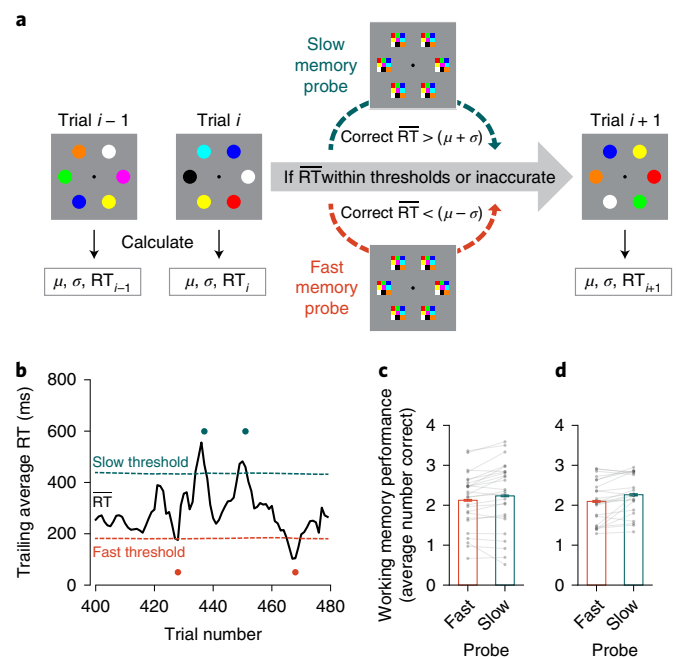 a
Slow
memory
probe
Trial i − 1
Trial i
Trial i + 1
Correct RT̅ > (μ + σ)
If RT̅ within thresholds or inaccurate
Correct RT̅ < (μ − σ)
Calculate
μ, σ, RTᵢ₋₁
μ, σ, RTᵢ
μ, σ, RTᵢ₊₁
Fast
memory
probe
b
Trailing average RT (ms)
800
600
400
200
0
Slow threshold
RT̅
Fast threshold
400
420
440
460
480
Trial number
c
Working memory performance
(average number correct)
4
3
2
1
0
Fast
Slow
Probe
d
4
3
2
1
0
Fast
Slow
Probe